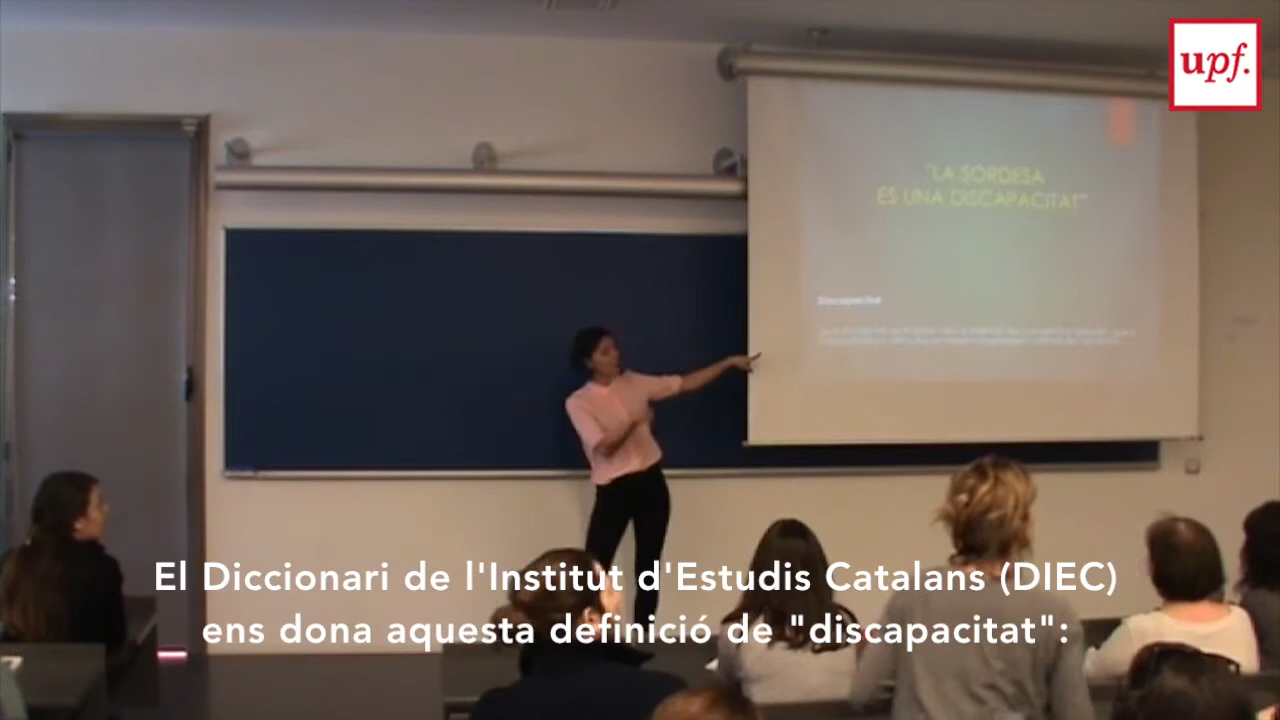 upf.
"LA SORDESA
ÉS UNA DISCAPACITAT"
Discapacitat
El Diccionari de l'Institut d'Estudis Catalans (DIEC)
ens dona aquesta definició de "discapacitat":